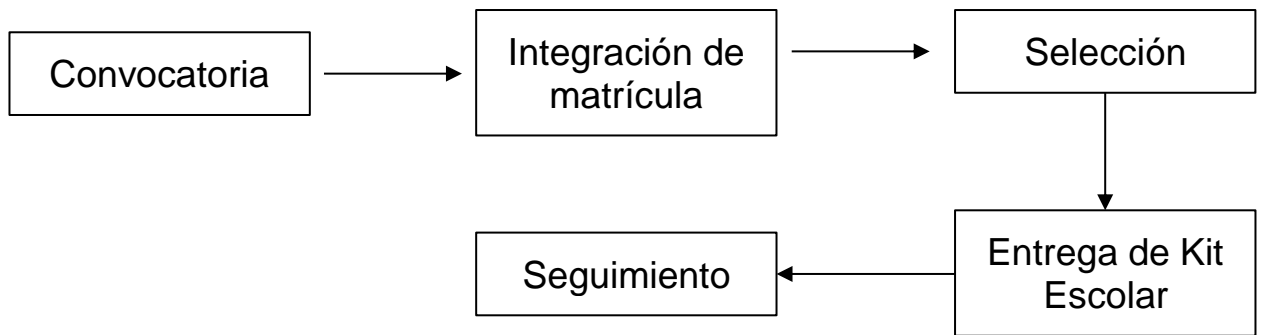 Convocatoria
Integración de
matrícula
Selección
Entrega de Kit
Escolar
Seguimiento